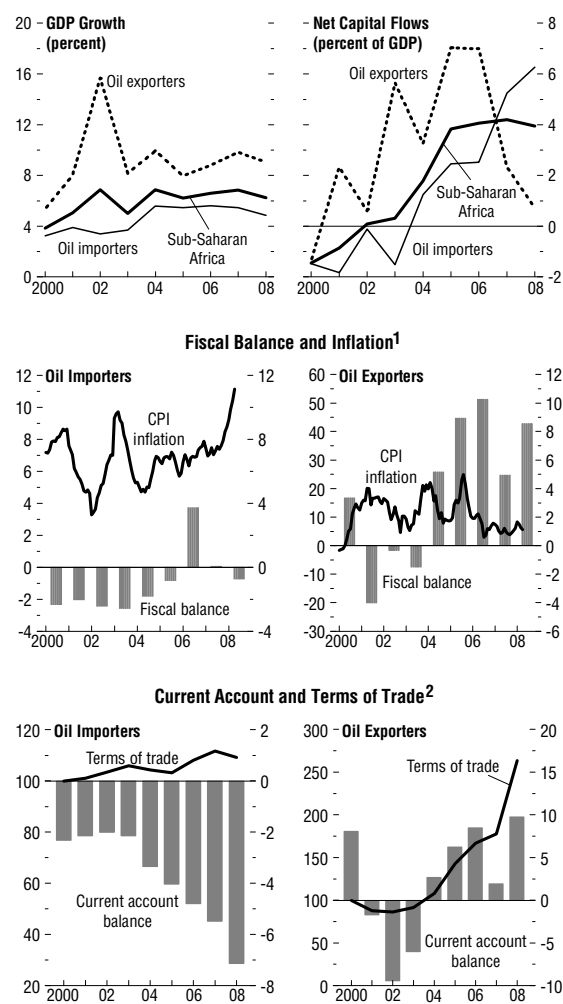 GDP Growth
(percent)
20
16
12
8
4
0
Oil exporters
Sub-Saharan
Africa
Oil importers
2000 02 04 06 08
Net Capital Flows
(percent of GDP)
8
6
4
2
0
-2
Oil exporters
Sub-Saharan
Africa
Oil importers
2000 02 04 06 08
Fiscal Balance and Inflation1
Oil Importers
12
10
8
6
4
2
0
-2
-4
12
8
4
0
-4
CPI
inflation
Fiscal balance
2000 02 04 06 08
Oil Exporters
60
50
40
30
20
10
0
-10
-20
-30
12
10
8
6
4
2
0
-2
-4
-6
CPI
inflation
Fiscal balance
2000 02 04 06 08
Current Account and Terms of Trade2
Oil Importers
120
100
80
60
40
20
2
0
-2
-4
-6
-8
Terms of trade
Current account
balance
2000 02 04 06 08
Oil Exporters
300
250
200
150
100
50
0
20
15
10
5
0
-5
-10
Terms of trade
Current account
balance
2000 02 04 06 08